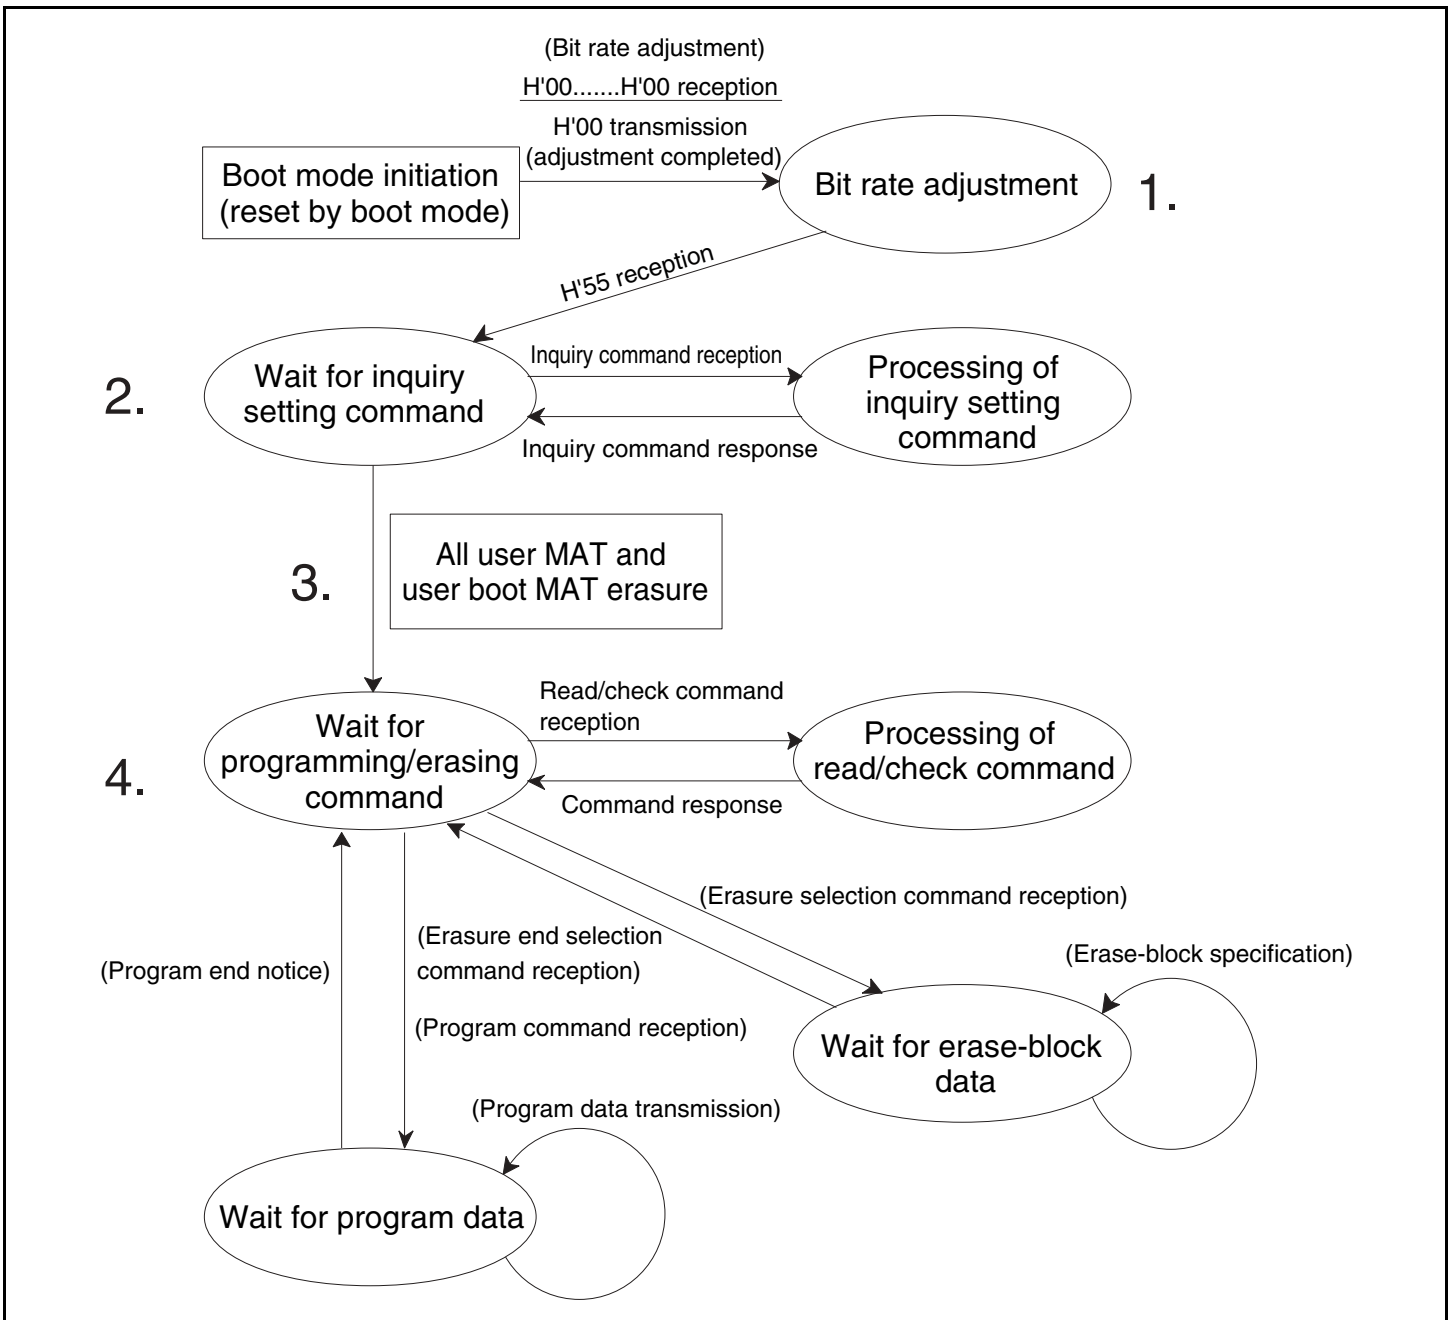 (Bit rate adjustment)
H'00.......H'00 reception
H'00 transmission
(adjustment completed)
Boot mode initiation
(reset by boot mode)
Bit rate adjustment
1.
H'55 reception
2.
Wait for inquiry
setting command
Inquiry command reception
Inquiry command response
Processing of
inquiry setting
command
3.
All user MAT and
user boot MAT erasure
4.
Wait for
programming/erasing
command
Read/check command
reception
Command response
Processing of
read/check command
(Erasure selection command reception)
(Program end notice)
(Erasure end selection
command reception)
(Program command reception)
(Erase-block specification)
Wait for erase-block
data
(Program data transmission)
Wait for program data